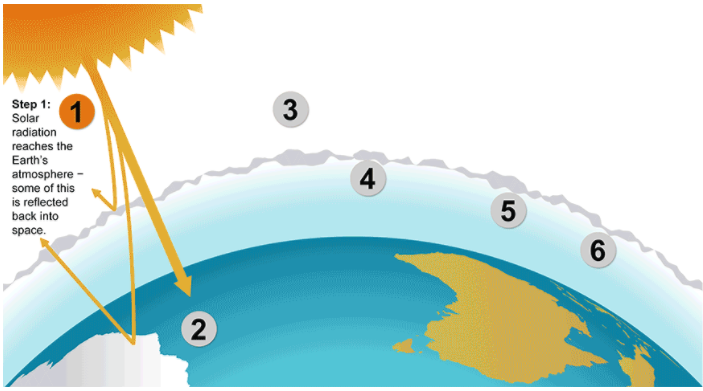 Step 1:
Solar
radiation
reaches the
Earth's
atmosphere –
some of this
is reflected
back into
space.
1
3
4
5
6
2